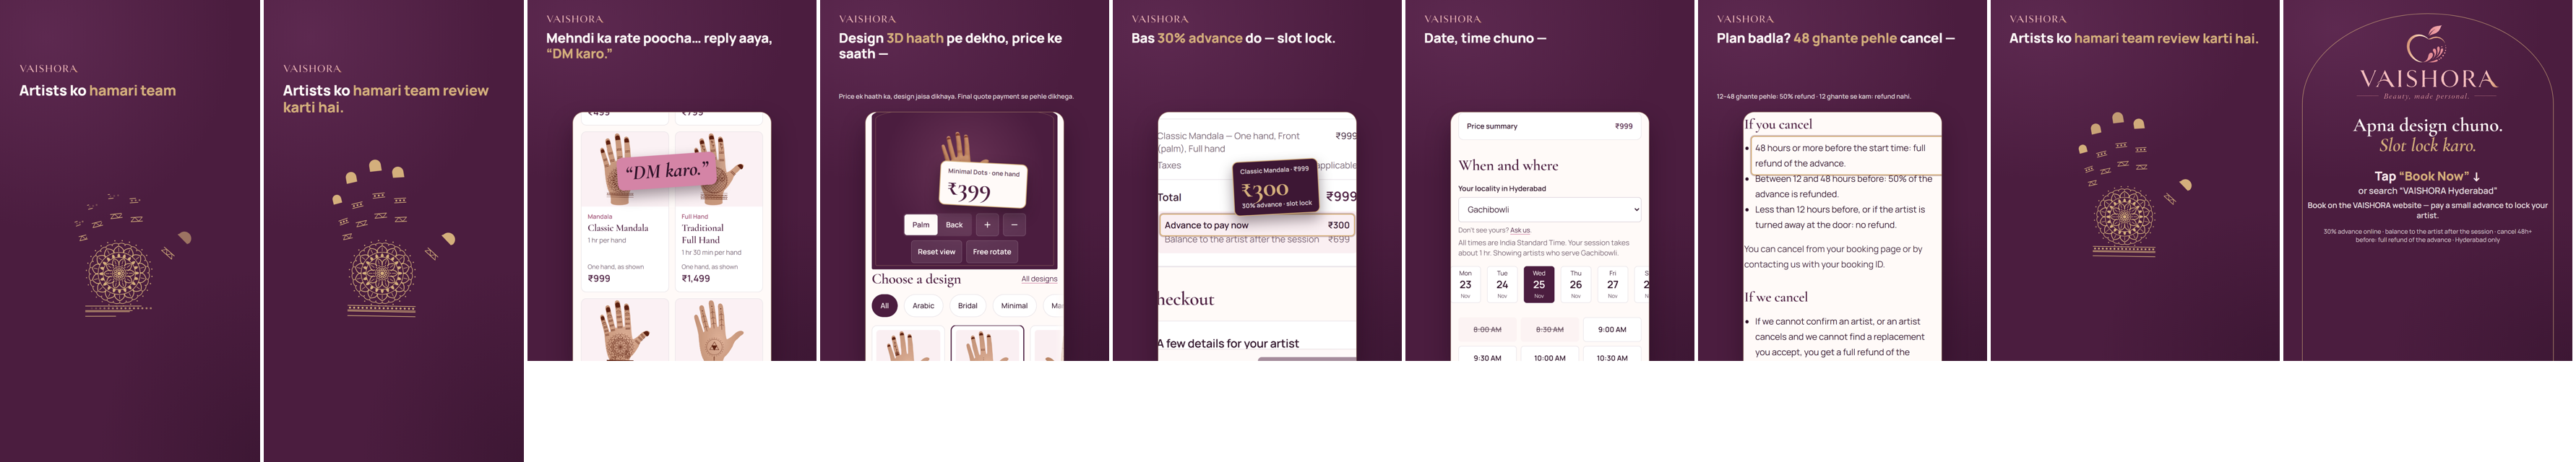 VAISHORA
Artists ko hamari team
VAISHORA
Artists ko hamari team review
karti hai.
VAISHORA
Mehndi ka rate poocha... reply aaya,
“DM karo.”
₹499
₹799
“DM karo.”
Mandala
Classic Mandala
1 hr per hand
One hand, as shown
₹999
Full Hand
Traditional
Full Hand
1 hr 30 min per hand
One hand, as shown
₹1,499
VAISHORA
Design 3D haath pe dekho, price ke
saath —
Price ek haath ka, design jaisa dikhaya. Final quote payment se pehle dikhega.
Minimal Dots · one hand
₹399
Palm
Back
+
−
Reset view
Free rotate
Choose a design
All designs
All
Arabic
Bridal
Minimal
VAISHORA
Bas 30% advance do — slot lock.
Classic Mandala — One hand, Front
(palm), Full hand
₹999
Taxes
applicable
Classic Mandala · ₹999
₹300
30% advance · slot lock
Total
₹999
Advance to pay now
₹300
Balance to the artist after the session
₹699
heckout
A few details for your artist
VAISHORA
Date, time chuno —
Price summary
₹999
When and where
Your locality in Hyderabad
Gachibowli
Don't see yours? Ask us
All times are India Standard Time. Your session takes
about 1 hr. Showing artists who serve Gachibowli.
Mon
23
Nov
Tue
24
Nov
Wed
25
Nov
Thu
26
Nov
Fri
27
Nov
8:00 AM
8:30 AM
9:00 AM
9:30 AM
10:00 AM
10:30 AM
VAISHORA
Plan badla? 48 ghante pehle cancel —
12–48 ghante pehle: 50% refund · 12 ghante se kam: refund nahi.
If you cancel
48 hours or more before the start time: full
refund of the advance.
Between 12 and 48 hours before: 50% of the
advance is refunded.
Less than 12 hours before, or if the artist is
turned away at the door: no refund.
You can cancel from your booking page or by
contacting us with your booking ID.
If we cancel
If we cannot confirm an artist, or an artist
cancels and we cannot find a replacement
you accept, you get a full refund of the
VAISHORA
Artists ko hamari team review karti hai.
VAISHORA
Beauty, made personal.
Apna design chuno.
Slot lock karo.
Tap “Book Now” ↓
or search “VAISHORA Hyderabad”
Book on the VAISHORA website — pay a small advance to lock your
artist.
30% advance online · balance to the artist after the session · cancel 48h+
before: full refund of the advance · Hyderabad only